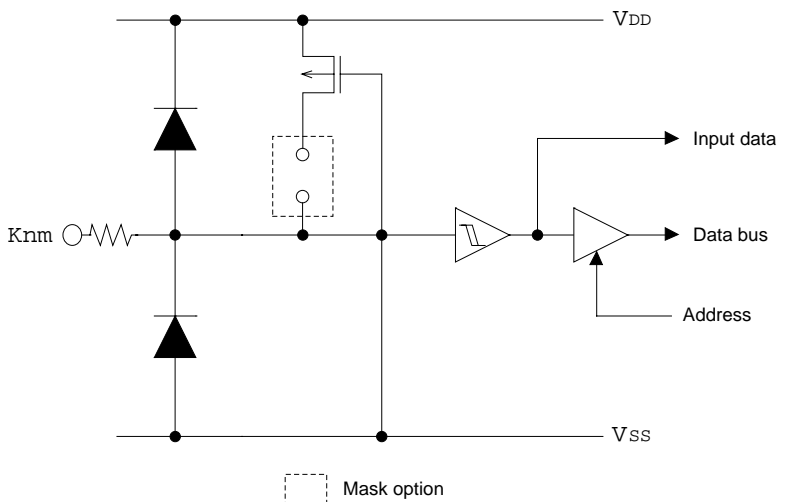 VDD
Input data
Knm
Data bus
Address
VSS
Mask option